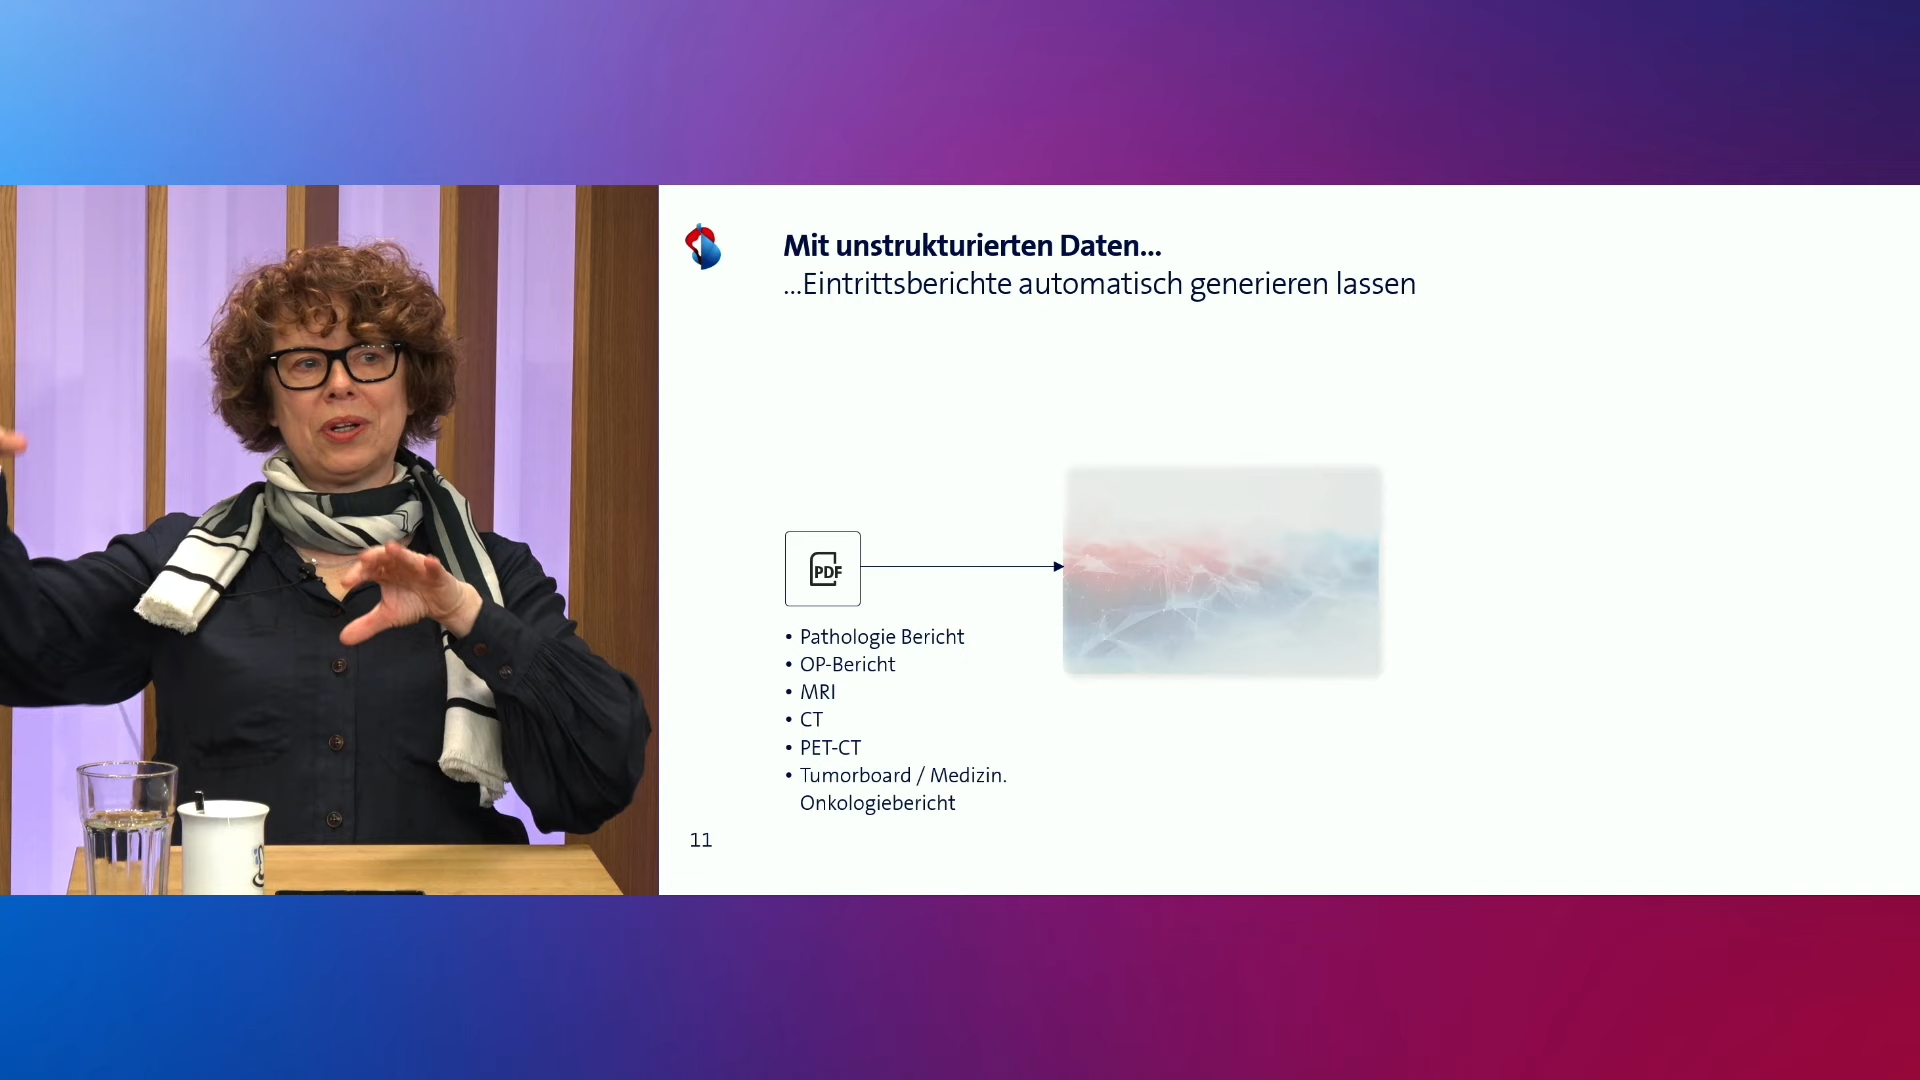 Mit unstrukturierten Daten...
...Eintrittsberichte automatisch generieren lassen
PDF
• Pathologie Bericht
• OP-Bericht
• MRI
• CT
• PET-CT
• Tumorboard / Medizin.
Onkologiebericht
11